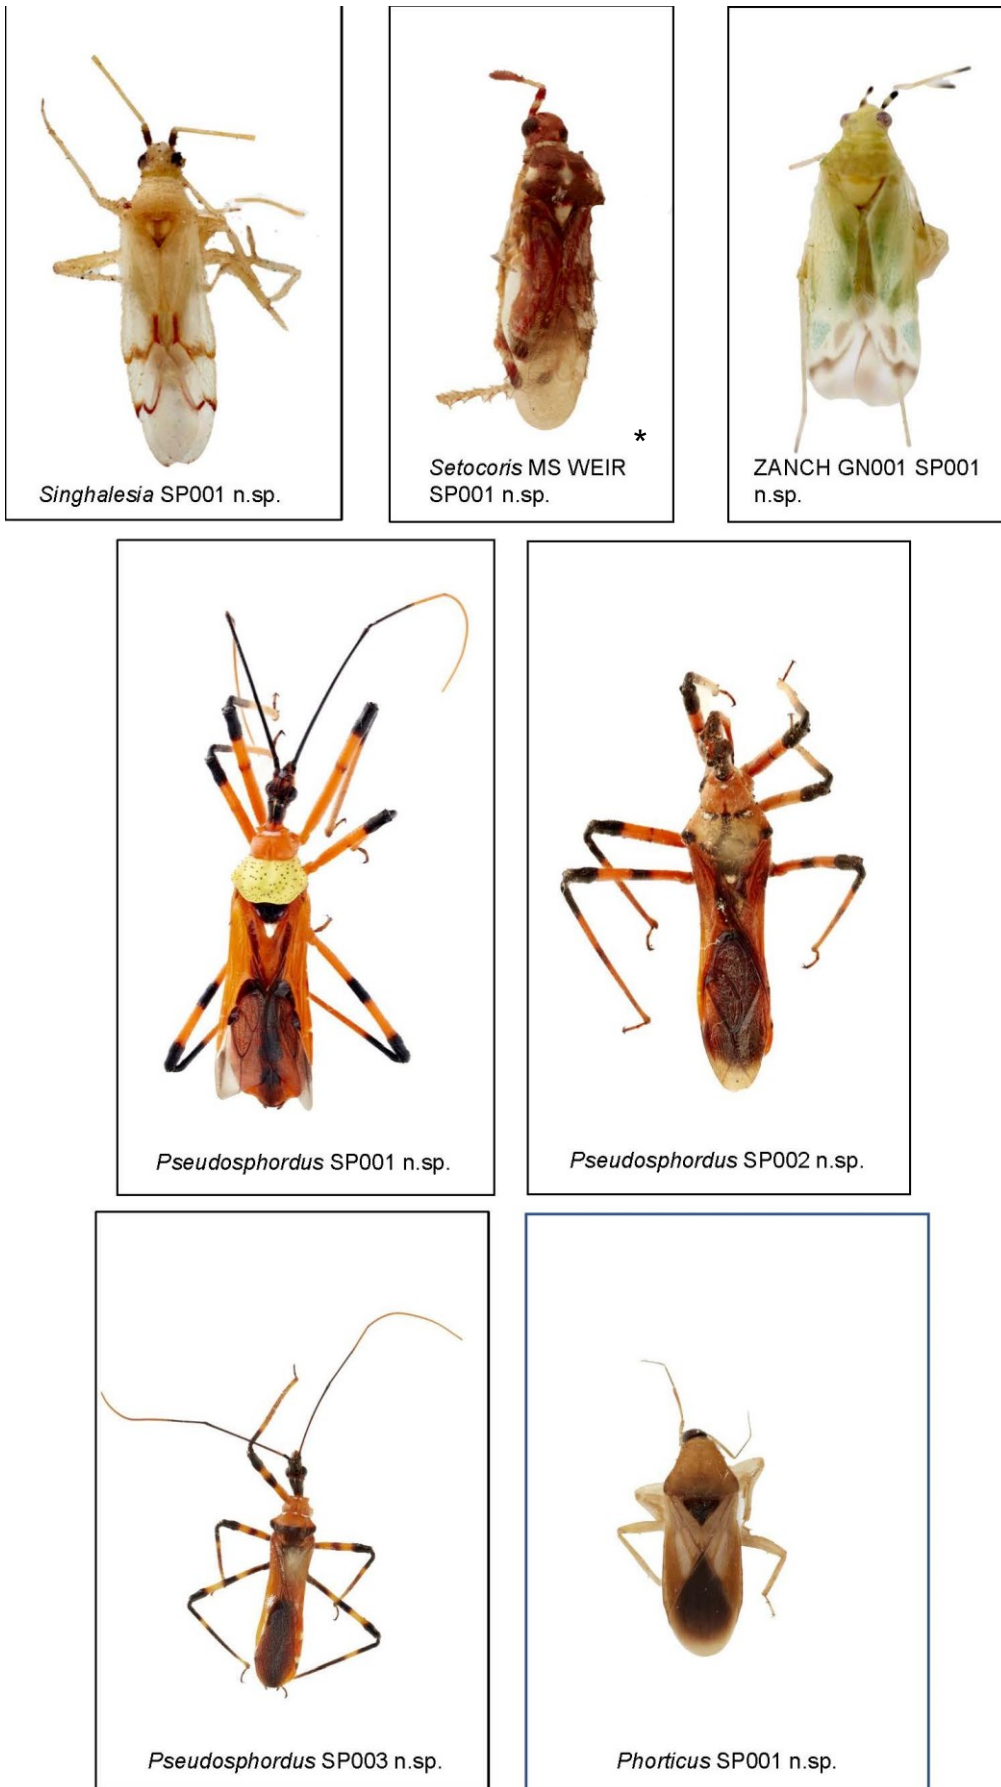 Singhalesia SP001 n.sp.
*
Setocoris MS WEIR
SP001 n.sp.
ZANCH GN001 SP001
n.sp.
Pseudosphordus SP001 n.sp.
Pseudosphordus SP002 n.sp.
Pseudosphordus SP003 n.sp.
Phorticus SP001 n.sp.